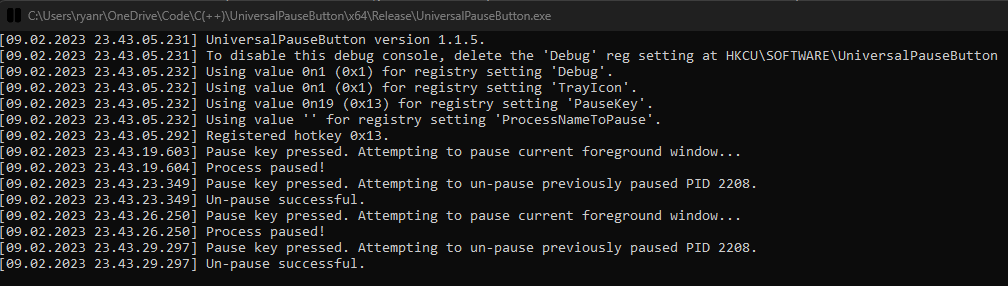 C:\Users\ryanr\OneDrive\Code\C(++)\UniversalPauseButton\x64\Release\UniversalPauseButton.exe
[09.02.2023 23.43.05.231] UniversalPauseButton version 1.1.5.
[09.02.2023 23.43.05.231] To disable this debug console, delete the 'Debug' reg setting at HKCU\SOFTWARE\UniversalPauseButton
[09.02.2023 23.43.05.232] Using value 0n1 (0x1) for registry setting 'Debug'.
[09.02.2023 23.43.05.232] Using value 0n1 (0x1) for registry setting 'TrayIcon'.
[09.02.2023 23.43.05.232] Using value 0n19 (0x13) for registry setting 'PauseKey'.
[09.02.2023 23.43.05.232] Using value '' for registry setting 'ProcessNameToPause'.
[09.02.2023 23.43.05.292] Registered hotkey 0x13.
[09.02.2023 23.43.19.603] Pause key pressed. Attempting to pause current foreground window...
[09.02.2023 23.43.19.604] Process paused!
[09.02.2023 23.43.23.349] Pause key pressed. Attempting to un-pause previously paused PID 2208.
[09.02.2023 23.43.23.349] Un-pause successful.
[09.02.2023 23.43.26.250] Pause key pressed. Attempting to pause current foreground window...
[09.02.2023 23.43.26.250] Process paused!
[09.02.2023 23.43.29.297] Pause key pressed. Attempting to un-pause previously paused PID 2208.
[09.02.2023 23.43.29.297] Un-pause successful.